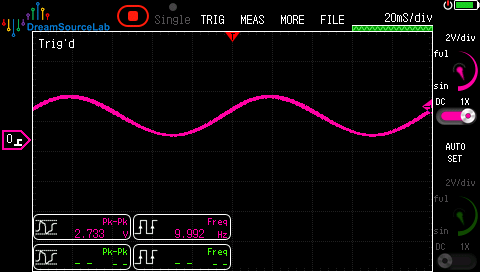 DreamSourceLab
Single
TRIG
MEAS
MORE
FILE
20mS/div
Trig'd
2V/div
ful
sin
DC 1X
AUTO
SET
2V/div
ful
sin
DC 1X
0
T
Pk-Pk
2.733 V
Freq
9.992 Hz
Pk-Pk
-- --
Freq
-- --